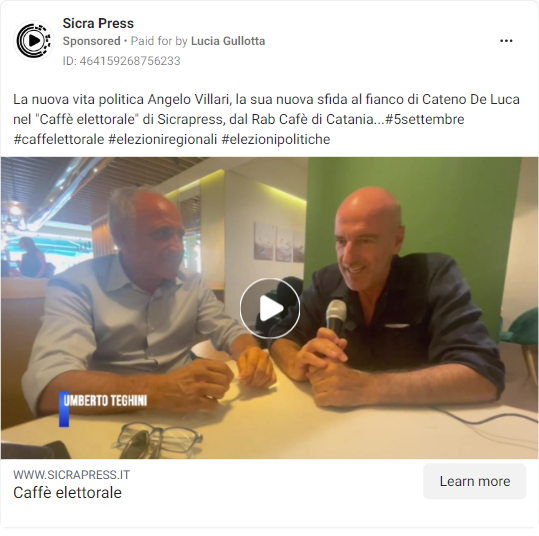 Sicra Press
Sponsored • Paid for by Lucia Gullotta
ID: 464159268756233
La nuova vita politica Angelo Villari, la sua nuova sfida al fianco di Cateno De Luca
nel "Caffè elettorale" di Sicrapress, dal Rab Cafè di Catania...#5settembre
#caffelettorale #elezioniregionali #elezionipolitiche
UMBERTO TEGHINI
WWW.SICRAPRESS.IT
Caffè elettorale
Learn more